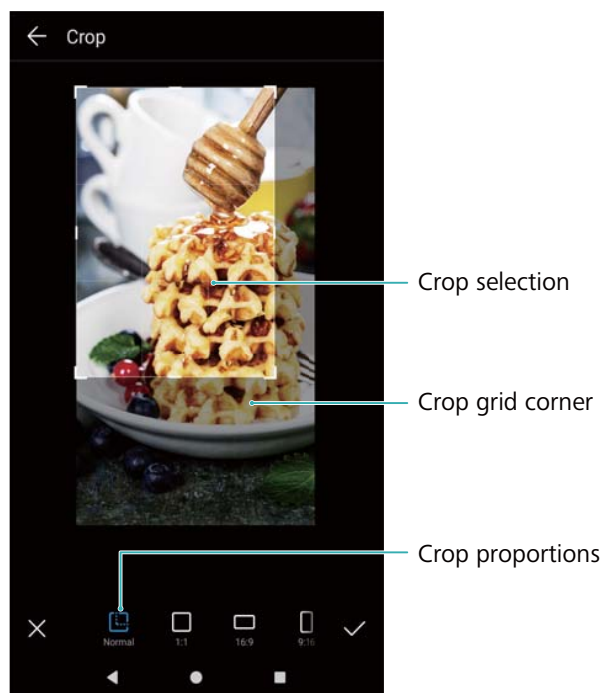 Crop
Crop selection
Crop grid corner
Crop proportions
Normal
1:1
16:9
9:16